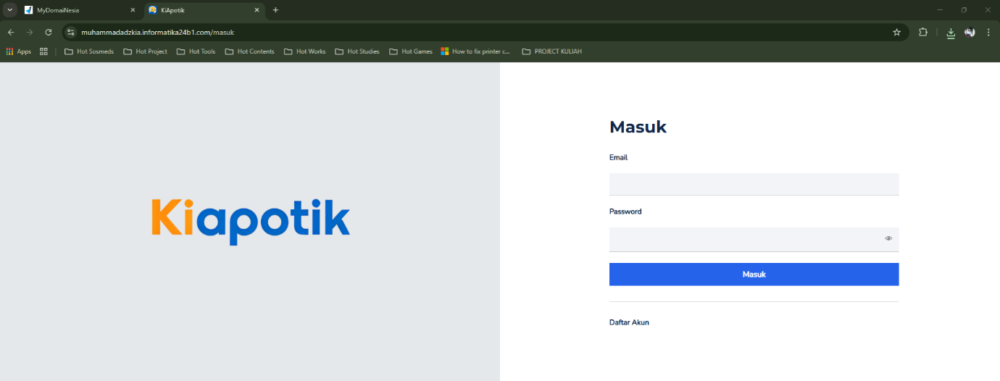 MyDomaiNesia
KiApotik
muhammadadzkia.informatika24b1.com/masuk
Apps
Hot Sosmeds
Hot Project
Hot Tools
Hot Contents
Hot Works
Hot Studies
Hot Games
How to fix printer c...
PROJECT KULIAH
Kiapotik
Masuk
Email
Password
Masuk
Daftar Akun